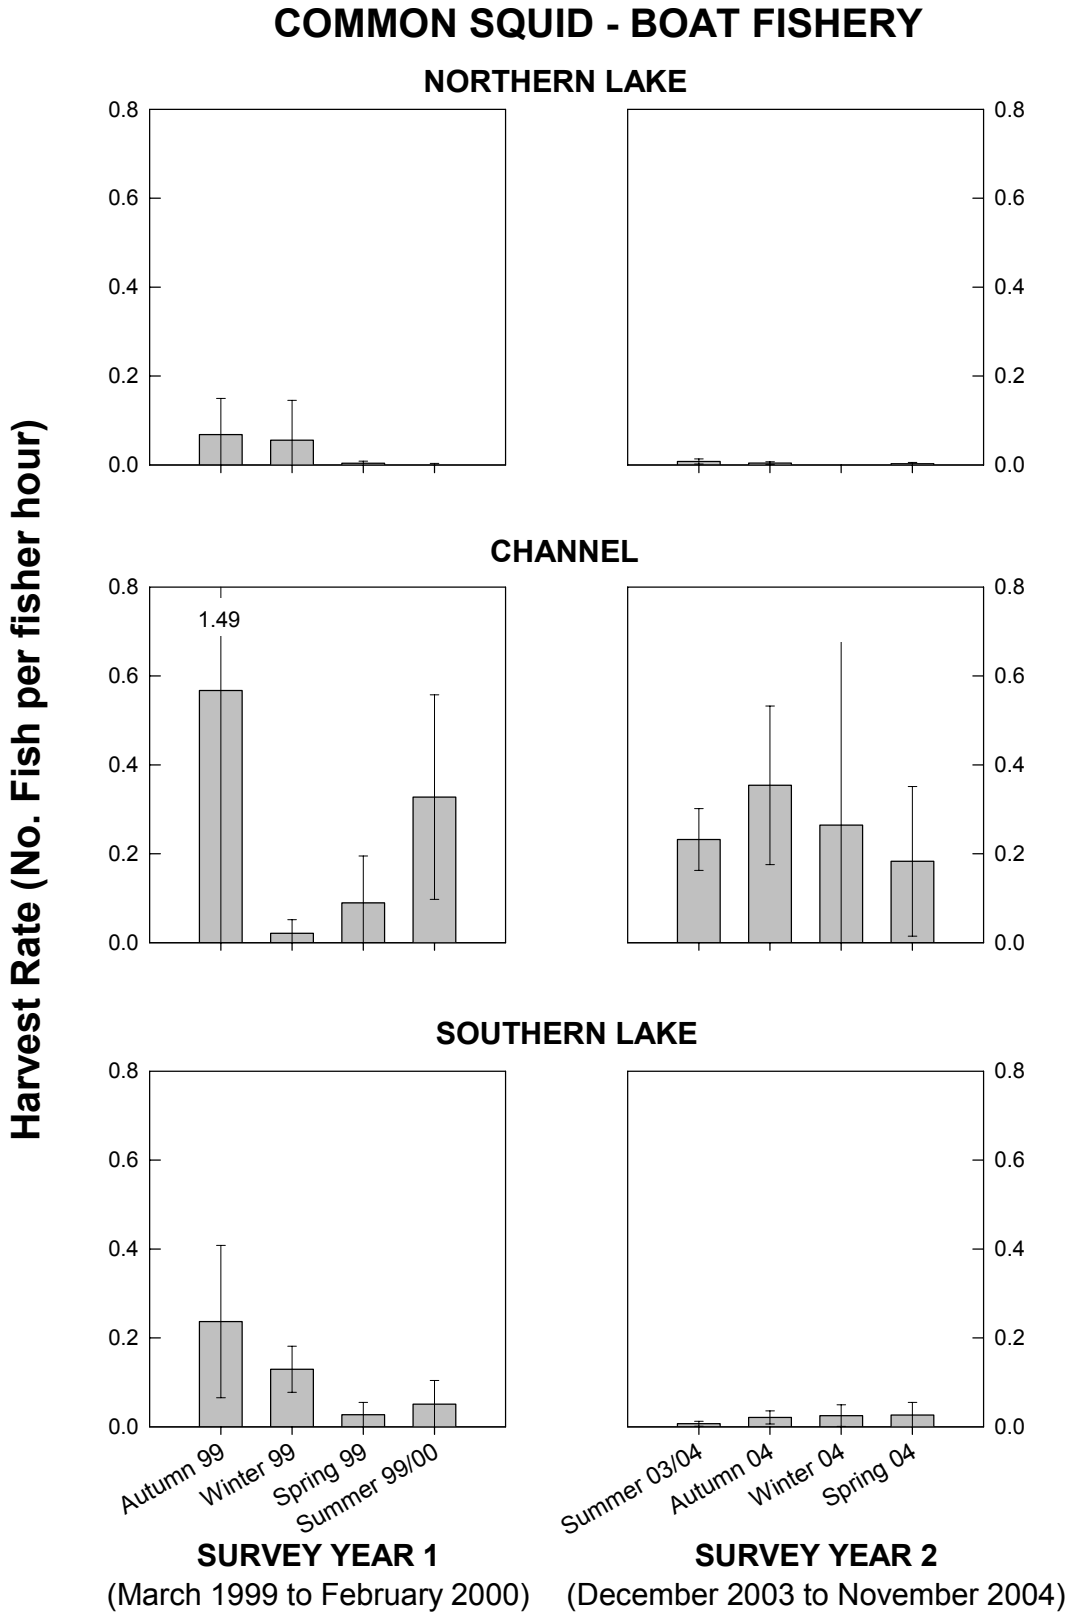 COMMON SQUID - BOAT FISHERY
NORTHERN LAKE
0.8
0.6
0.4
0.2
0.0
0.8
0.6
0.4
0.2
0.0
Harvest Rate (No. Fish per fisher hour)
CHANNEL
0.8
0.6
0.4
0.2
0.0
1.49
0.8
0.6
0.4
0.2
0.0
SOUTHERN LAKE
0.8
0.6
0.4
0.2
0.0
0.8
0.6
0.4
0.2
0.0
Autumn 99
Winter 99
Spring 99
Summer 99/00
Summer 03/04
Autumn 04
Winter 04
Spring 04
SURVEY YEAR 1
(March 1999 to February 2000)
SURVEY YEAR 2
(December 2003 to November 2004)